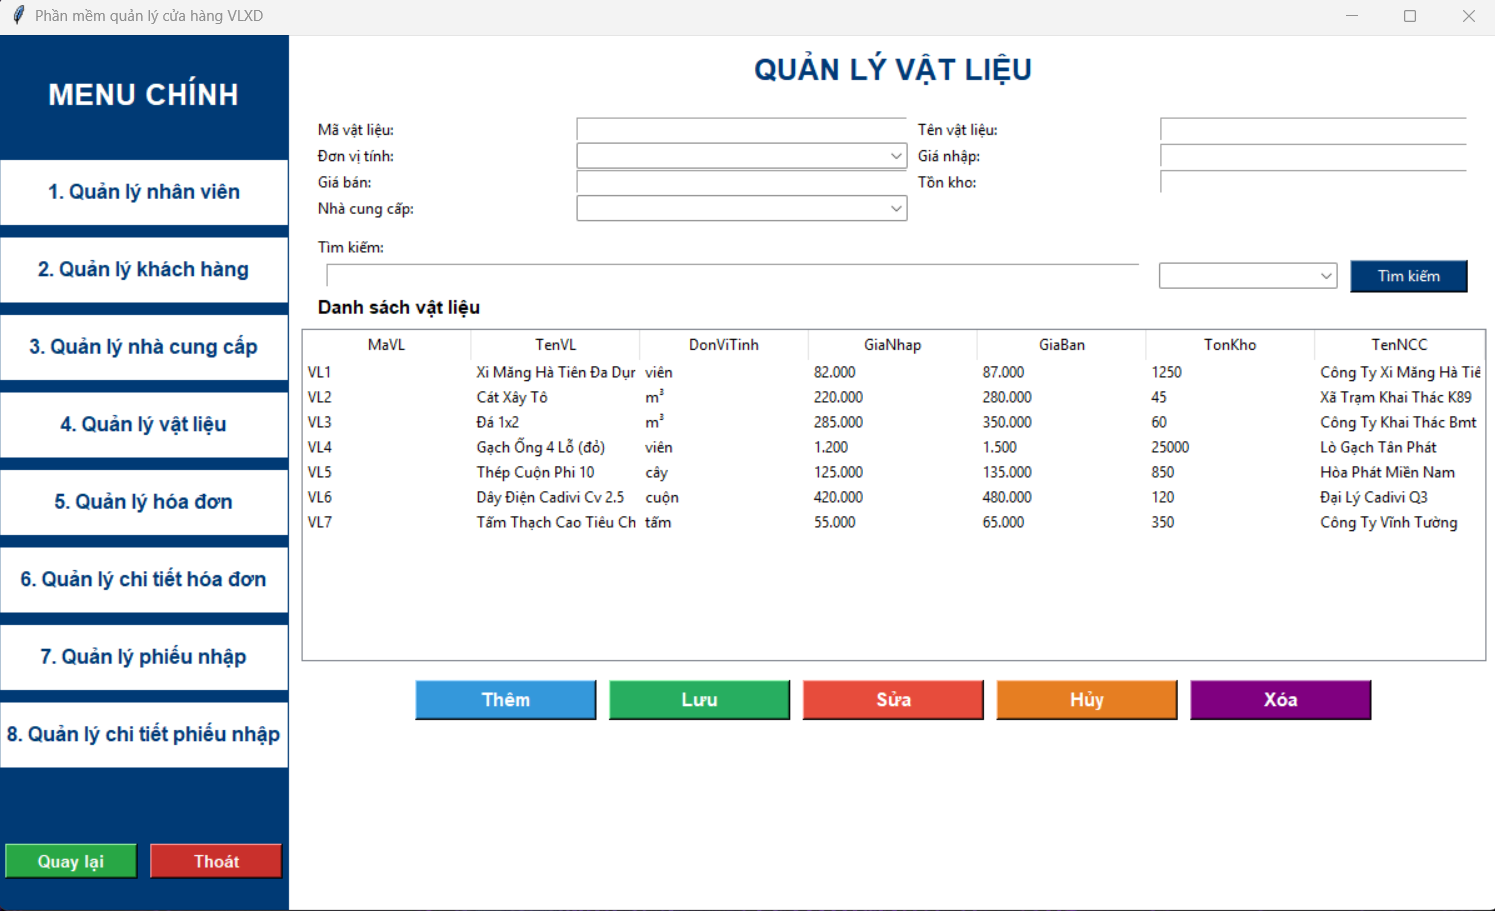 Phần mềm quản lý cửa hàng VLXD
MENU CHÍNH
1. Quản lý nhân viên
2. Quản lý khách hàng
3. Quản lý nhà cung cấp
4. Quản lý vật liệu
5. Quản lý hóa đơn
6. Quản lý chi tiết hóa đơn
7. Quản lý phiếu nhập
8. Quản lý chi tiết phiếu nhập
Quay lại Thoát
QUẢN LÝ VẬT LIỆU
Mã vật liệu: Tên vật liệu:
Đơn vị tính: Giá nhập:
Giá bán: Tồn kho:
Nhà cung cấp:
Tìm kiếm:
Tìm kiếm
Danh sách vật liệu
MaVL TenVL DonViTinh GiaNhap GiaBan TonKho TenNCC
VL1 Xi Măng Hà Tiên Đa Dụr viên 82.000 87.000 1250 Công Ty Xi Măng Hà Tiê
VL2 Cát Xây Tô m³ 220.000 280.000 45 Xã Trạm Khai Thác K89
VL3 Đá 1x2 m³ 285.000 350.000 60 Công Ty Khai Thác Bmt
VL4 Gạch Ống 4 Lỗ (đỏ) viên 1.200 1.500 25000 Lò Gạch Tân Phát
VL5 Thép Cuộn Phi 10 cây 125.000 135.000 850 Hòa Phát Miền Nam
VL6 Dây Điện Cadivi Cv 2.5 cuộn 420.000 480.000 120 Đại Lý Cadivi Q3
VL7 Tấm Thạch Cao Tiêu Ch tấm 55.000 65.000 350 Công Ty Vĩnh Tường
Thêm Lưu Sửa Hủy Xóa